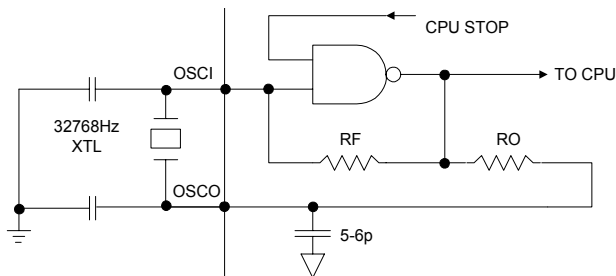 CPU STOP
OSCI
TO CPU
32768Hz
XTL
RF
RO
OSCO
5-6p